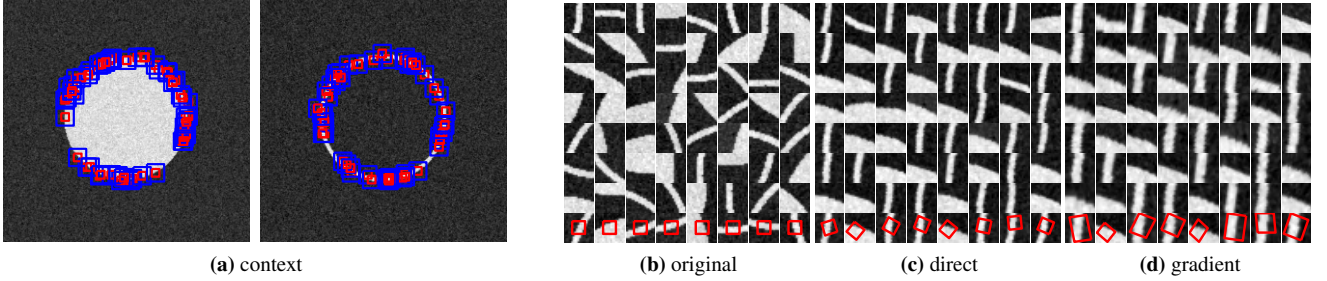 (a) context
(b) original
(c) direct
(d) gradient